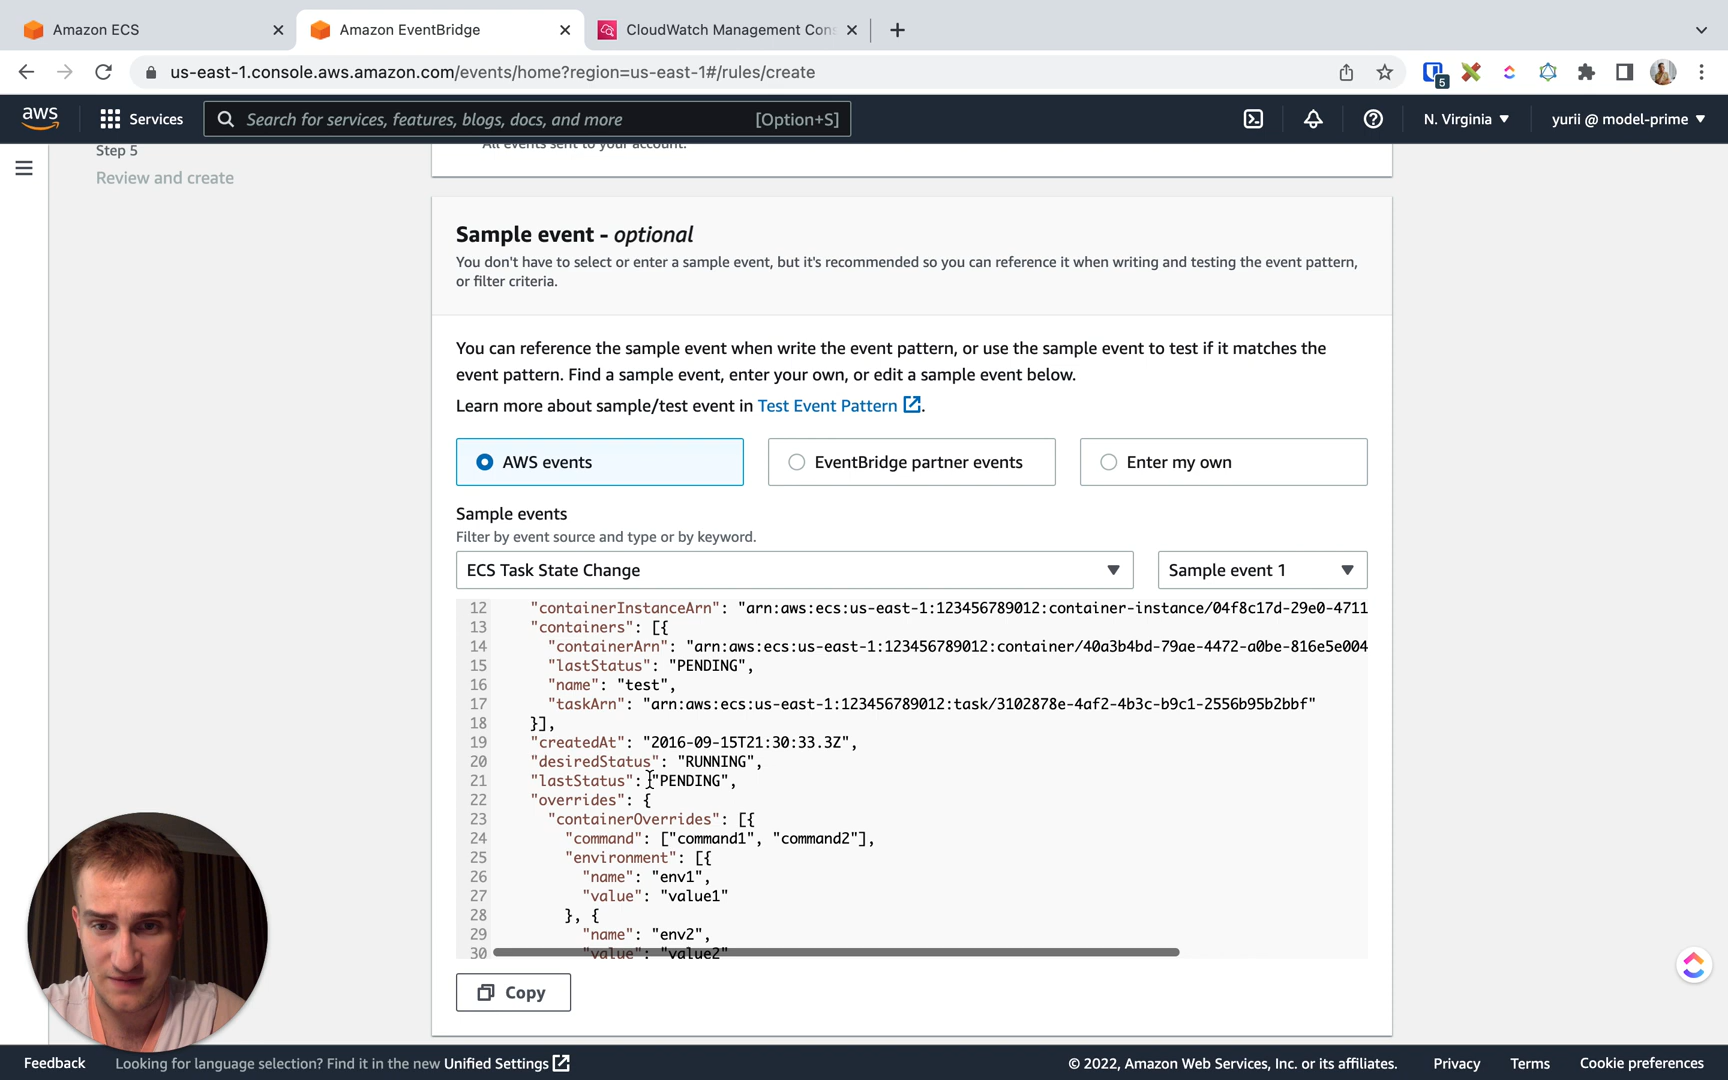 Amazon ECS
Amazon EventBridge
CloudWatch Management Con
us-east-1.console.aws.amazon.com/events/home?region=us-east-1#/rules/create
5
aws
Services
Search for services, features, blogs, docs, and more
[Option+S]
N. Virginia
yurii @ model-prime
Step 5
Review and create
All events sent to your account.
Sample event - optional
You don't have to select or enter a sample event, but it's recommended so you can reference it when writing and testing the event pattern,
or filter criteria.
You can reference the sample event when write the event pattern, or use the sample event to test if it matches the
event pattern. Find a sample event, enter your own, or edit a sample event below.
Learn more about sample/test event in Test Event Pattern .
AWS events
EventBridge partner events
Enter my own
Sample events
Filter by event source and type or by keyword.
ECS Task State Change
Sample event 1
12 "containerInstanceArn": "arn:aws:ecs:us-east-1:123456789012:container-instance/04f8c17d-29e0-4711
13 "containers": [{
14 "containerArn": "arn:aws:ecs:us-east-1:123456789012:container/40a3b4bd-79ae-4472-a0be-816e5e004
15 "lastStatus": "PENDING",
16 "name": "test",
17 "taskArn": "arn:aws:ecs:us-east-1:123456789012:task/3102878e-4af2-4b3c-b9c1-2556b95b2bbf"
18 }],
19 "createdAt": "2016-09-15T21:30:33.3Z",
20 "desiredStatus": "RUNNING",
21 "lastStatus": "PENDING",
22 "overrides": {
23 "containerOverrides": [{
24 "command": ["command1", "command2"],
25 "environment": [{
26 "name": "env1",
27 "value": "value1"
28 }, {
29 "name": "env2",
30 "value": "value2"
Copy
Feedback
Looking for language selection? Find it in the new Unified Settings
© 2022, Amazon Web Services, Inc. or its affiliates.
Privacy
Terms
Cookie preferences